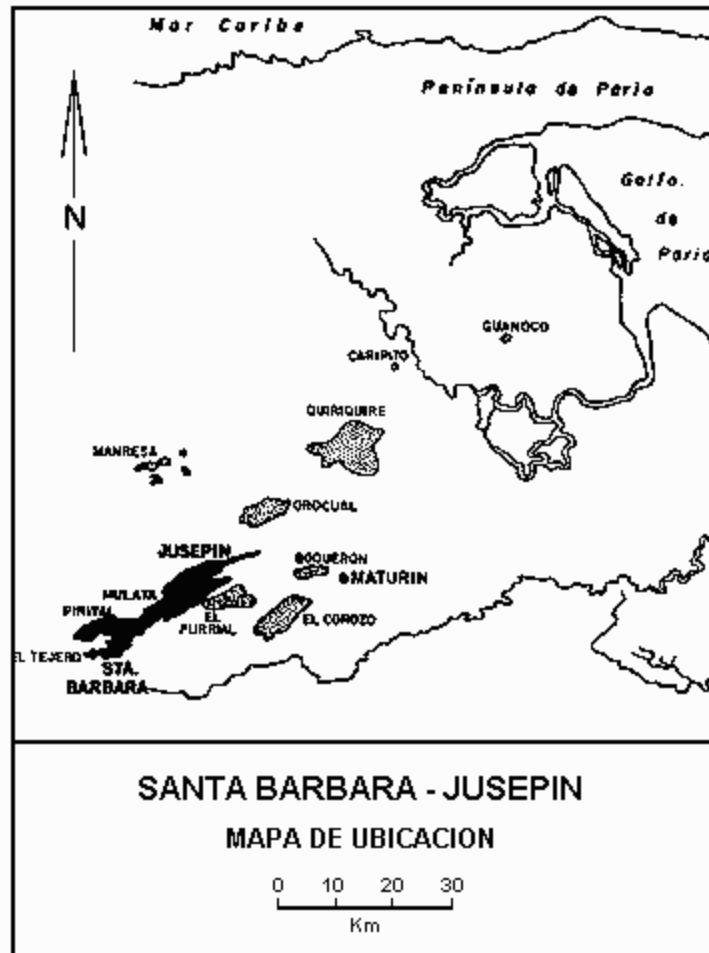 Mar Caribe
Península de Paria
Golfo.
de
Paria
N
GUANOCO
CARIPITO
QUIRIQUIRE
MANRESA
OROCUAL
JUSEPIN
BOQUERON
MATURIN
MULATA
PIRITAL
EL
FURRIAL
EL COROZO
EL TEJERO
STA.
BARBARA
SANTA BARBARA - JUSEPIN
MAPA DE UBICACION
0 10 20 30
Km